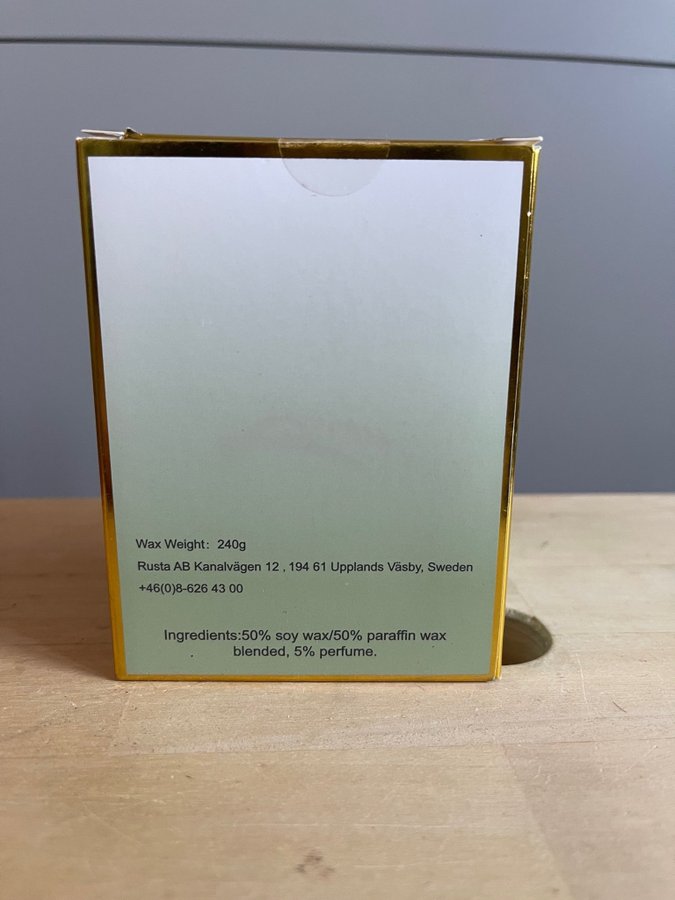 Wax Weight: 240g
Rusta AB Kanalvägen 12 , 194 61 Upplands Väsby, Sweden
+46(0)8-626 43 00
Ingredients:50% soy wax/50% paraffin wax
blended, 5% perfume.